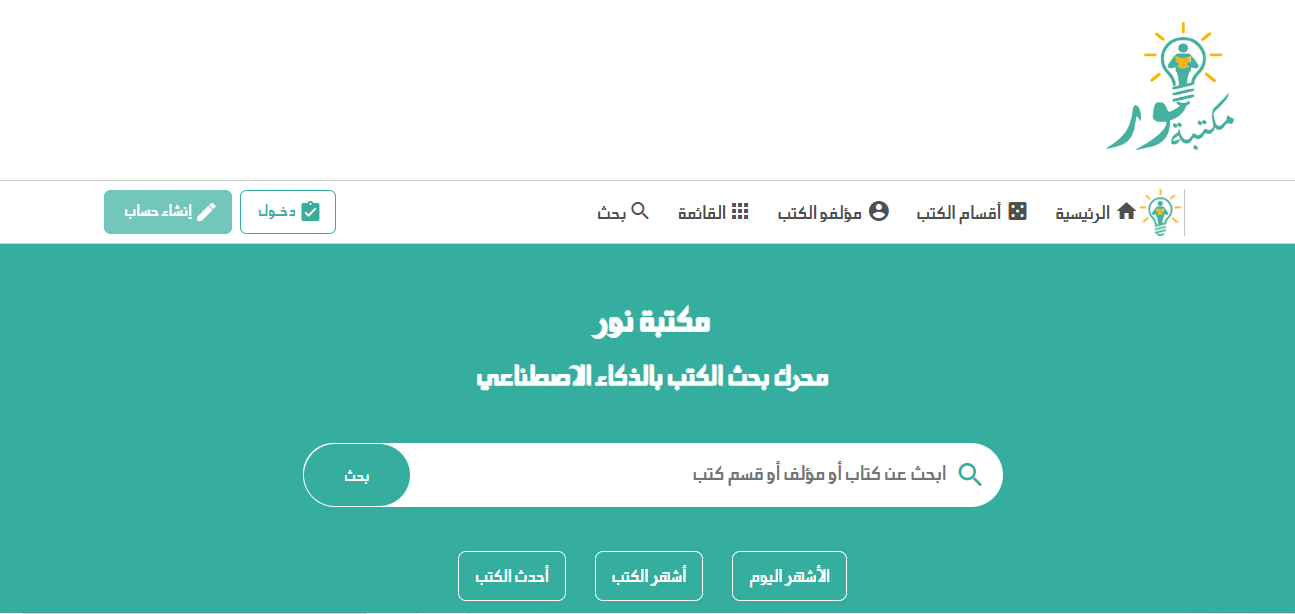 مكتبة نور
الرئيسية
أقسام الكتب
مؤلفو الكتب
القائمة
بحث
دخول
إنشاء حساب
مكتبة نور
محرك بحث الكتب بالذكاء الاصطناعي
ابحث عن كتاب أو مؤلف أو قسم كتب
بحث
الأشهر اليوم
أشهر الكتب
أحدث الكتب